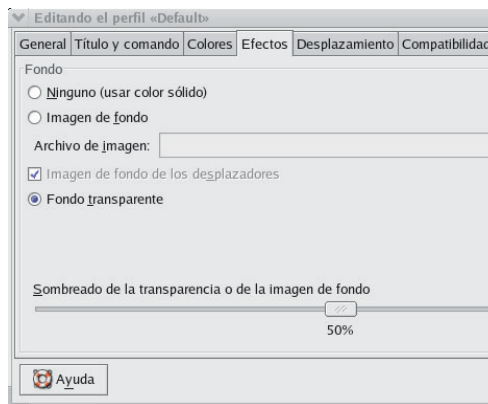 Editando el perfil «Default»
General Título y comando Colores Efectos Desplazamiento Compatibilidad
Fondo
Ninguno (usar color sólido)
Imagen de fondo
Archivo de imagen:
Imagen de fondo de los desplazadores
Fondo transparente
Sombreado de la transparencia o de la imagen de fondo
50%
Ayuda